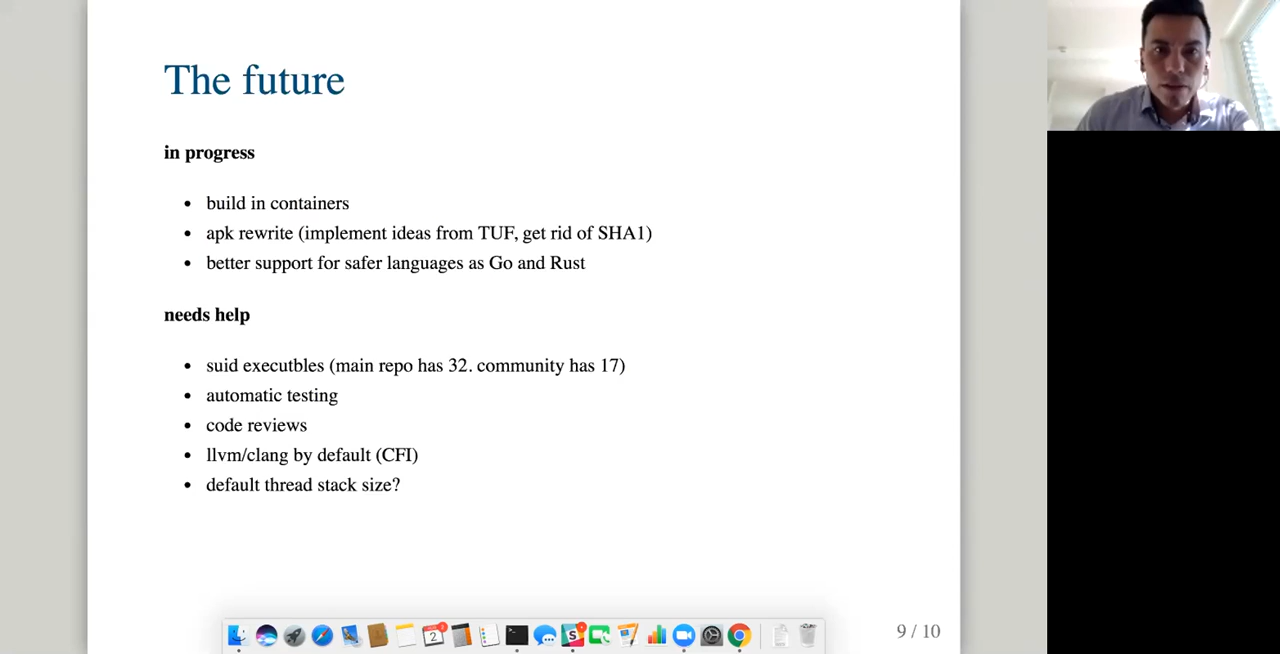 The future
in progress
build in containers
apk rewrite (implement ideas from TUF, get rid of SHA1)
better support for safer languages as Go and Rust
needs help
suid executbles (main repo has 32. community has 17)
automatic testing
code reviews
llvm/clang by default (CFI)
default thread stack size?
2
S
9 / 10